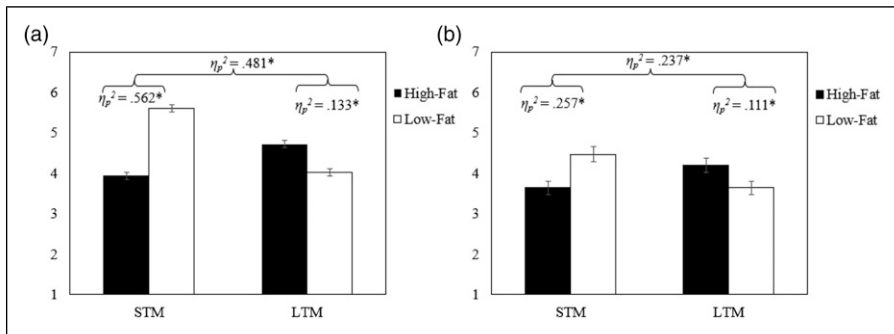 (a)
7
6
5
4
3
2
1
ηp² = .481*
ηp² = .562*
ηp² = .133*
STM
LTM
High-Fat
Low-Fat
(b)
7
6
5
4
3
2
1
ηp² = .237*
ηp² = .257*
ηp² = .111*
STM
LTM
High-Fat
Low-Fat